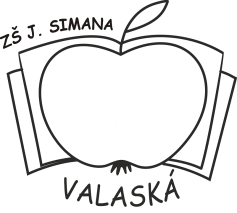 ZŠ J. SIMANA
VALASKÁ